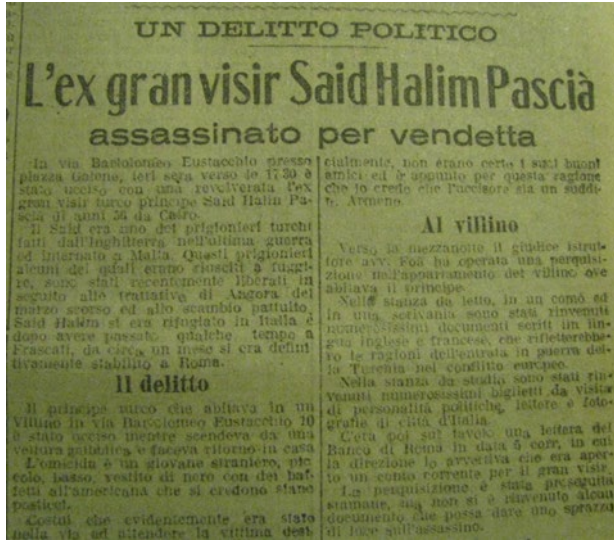 UN DELITTO POLITICO
L'ex gran visir Said Halim Pascià
assassinato per vendetta
In via Bartolomeo Eustacchio presso
piazza Galeno, ieri sera verso le 17.30 è
stato ucciso con una revolverata l'ex
gran visir turco principe Said Halim Pa-
scià di anni 56 da Cairo.
Il Said era uno dei prigionieri turchi
fatti dall'Inghilterra nell'ultima guerra
ed internato a Malta. Questi prigionieri
alcuni dei quali erano riusciti a fuggi-
re, sono stati recentemente liberati in
seguito alle trattative di Angora del
marzo scorso ed allo scambio pattuito.
Said Halim si era rifugiato in Italia e
dopo avere passato qualche tempo a
Frascati, da circa un mese si era defini-
tivamente stabilito a Roma.
Il delitto
Il principe turco che abitava in un
Villino in via Bartolomeo Eustacchio 10
è stato ucciso mentre scendeva da una
vettura pubblica e faceva ritorno in casa
L'omicida è un giovane straniero, pic-
colo, basso, vestito di nero con dei baf-
fetti all'americana che si credono siano
posticci.
Costui che evidentemente era stato
nella via ad attendere la vittima
cialmente, non erano certo i suoi buoni
amici ed è appunto per questa ragione
che io credo che l'uccisore sia un suddi-
to Armeno.
Al villino
Verso la mezzanotte il giudice istrut-
tore avv. Foà ha operata una perquisi-
zione nell'appartamento del villino ove
abitava il principe.
Nella stanza da letto, in un comò ed
in una scrivania sono stati rinvenuti
numerosissimi documenti scritti in lin-
gua inglese e francese, che rifletterebbe-
ro le ragioni dell'entrata in guerra del-
la Turchia nel conflitto europeo.
Nella stanza da studio sono stati rin-
venuti numerosissimi biglietti da visita
di personalità politiche, lettere e foto-
grafie di città d'Italia.
C'era poi sul tavolo una lettera del
Banco di Roma in data 6 corr. in cui
la direzione lo avvertiva che era aper-
to un conto corrente per il gran visir.
La perquisizione è stata proseguita
stamane, ma non si è rinvenuto alcun
documento che possa dare uno sprazzo
di luce sull'assassino.